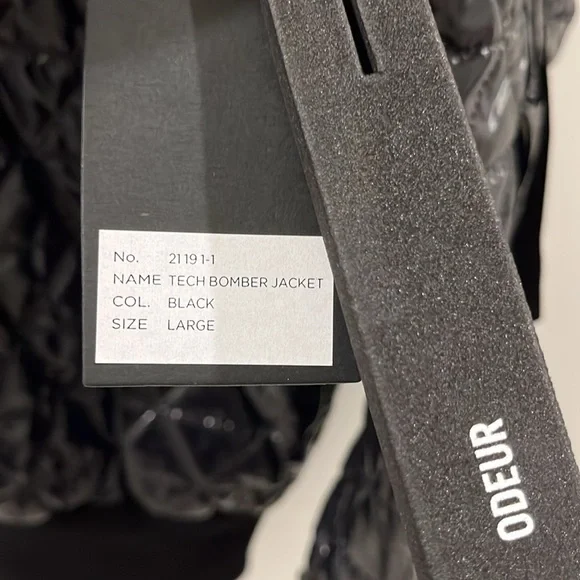 No. 21191-1
NAME TECH BOMBER JACKET
COL. BLACK
SIZE LARGE
ODEUR